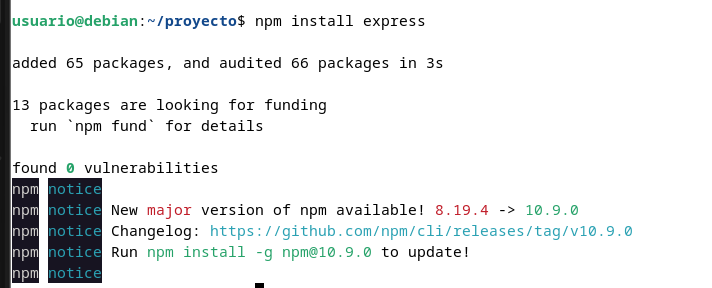 usuario@debian:~/proyecto$ npm install express
added 65 packages, and audited 66 packages in 3s
13 packages are looking for funding
  run `npm fund` for details
found 0 vulnerabilities
npm notice
npm notice New major version of npm available! 8.19.4 -> 10.9.0
npm notice Changelog: https://github.com/npm/cli/releases/tag/v10.9.0
npm notice Run npm install -g npm@10.9.0 to update!
npm notice